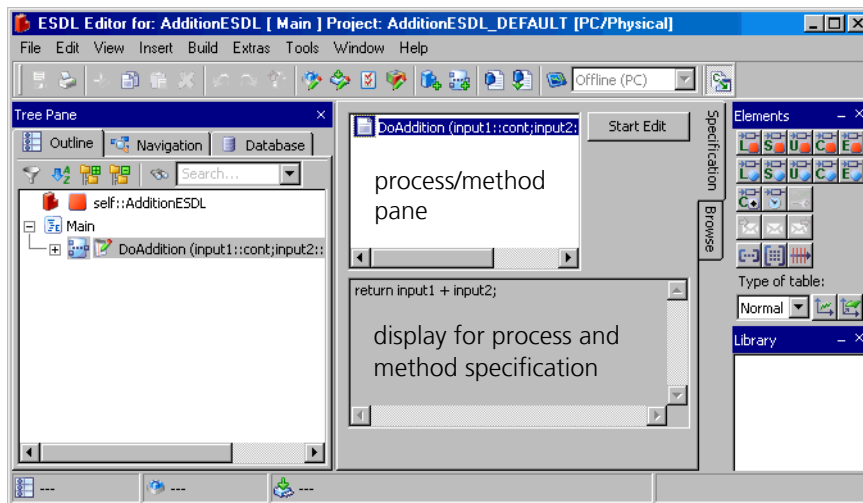 ESDL Editor for: AdditionESDL [ Main ] Project: AdditionESDL_DEFAULT [PC/Physical]
File Edit View Insert Build Extras Tools Window Help
Offline (PC)
Tree Pane
Outline Navigation Database
Search...
self::AdditionESDL
Main
DoAddition (input1::cont;input2::
DoAddition (input1::cont;input2:
Start Edit
process/method
pane
return input1 + input2;
display for process and
method specification
Specification
Browse
Elements
L S U C E
L S U C E
C
Type of table:
Normal
Library
--- --- ---